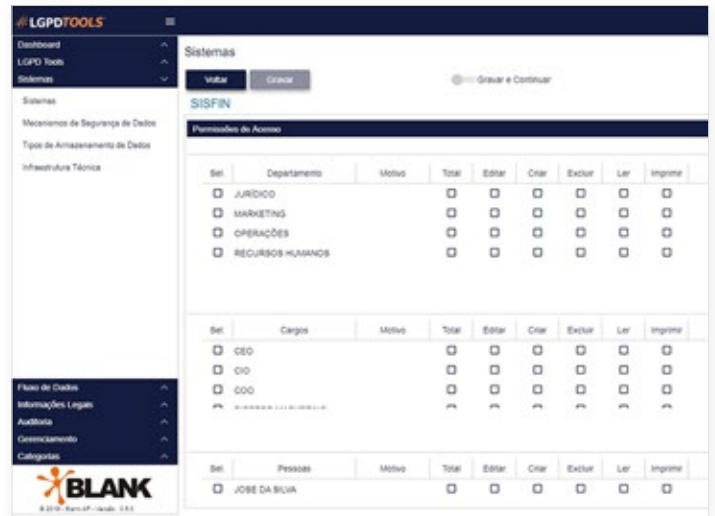 #LGPDTOOLS
Dashboard
LGPD Tools
Sistemas
Sistemas
Mecanismos de Segurança de Dados
Tipos de Armazenamento de Dados
Infraestrutura Técnica
Fluxo de Dados
Informações Legais
Auditoria
Gerenciamento
Categorias
BLANK
Sistemas
Voltar Gravar Gravar e Continuar
SISFIN
Permissões de Acesso
Sel. Departamento Motivo Total Editar Criar Excluir Ler Imprimir
JURÍDICO
MARKETING
OPERAÇÕES
RECURSOS HUMANOS
Sel. Cargos Motivo Total Editar Criar Excluir Ler Imprimir
CEO
CIO
COO
Sel. Pessoas Motivo Total Editar Criar Excluir Ler Imprimir
JOSE DA SILVA